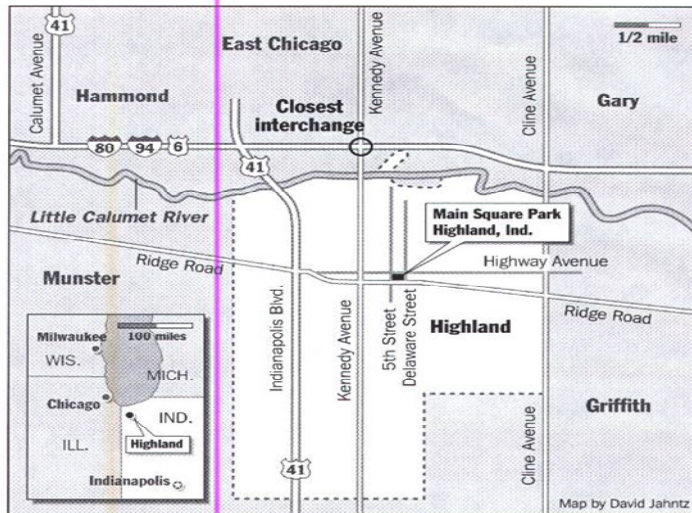 41
1/2 mile
East Chicago
Calumet Avenue
Kennedy Avenue
Cline Avenue
Hammond
Gary
Closest
interchange
80
94
6
41
Little Calumet River
Main Square Park
Highland, Ind.
Ridge Road
Highway Avenue
Munster
Indianapolis Blvd.
Kennedy Avenue
5th Street
Delaware Street
Highland
Ridge Road
Griffith
Cline Avenue
41
Milwaukee
100 miles
WIS.
MICH.
Chicago
IND.
Highland
ILL.
Indianapolis
Map by David Jahntz